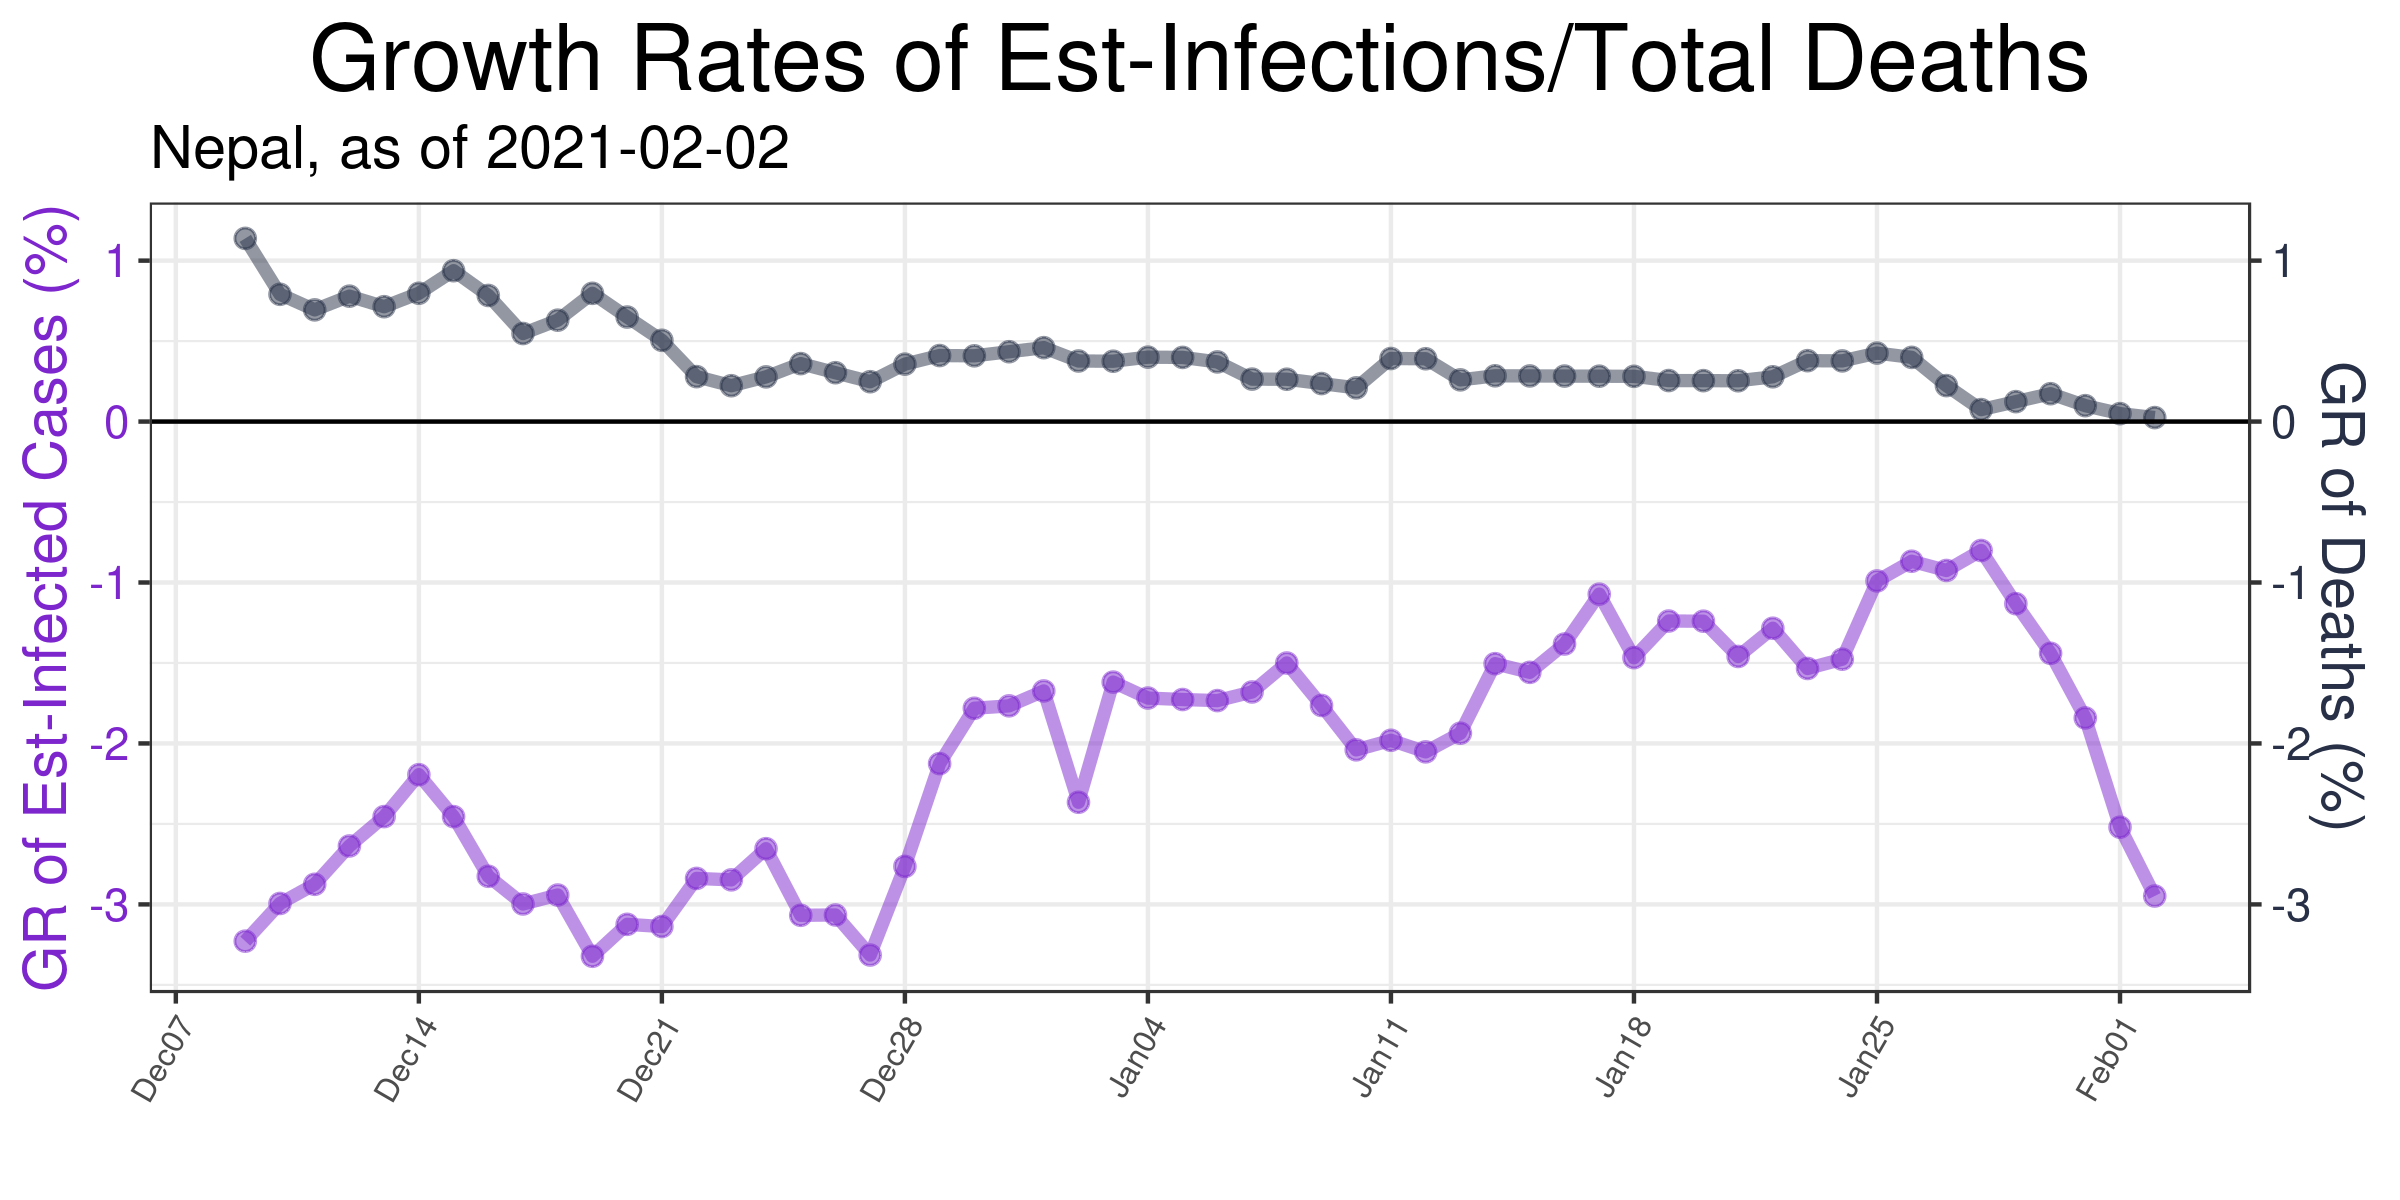 Growth Rates of Est-Infections/Total Deaths
Nepal, as of 2021-02-02
GR of Est-Infected Cases (%)
1
0
-1
-2
-3
1
0
-1
-2
-3
GR of Deaths (%)
Dec07
Dec14
Dec21
Dec28
Jan04
Jan11
Jan18
Jan25
Feb01